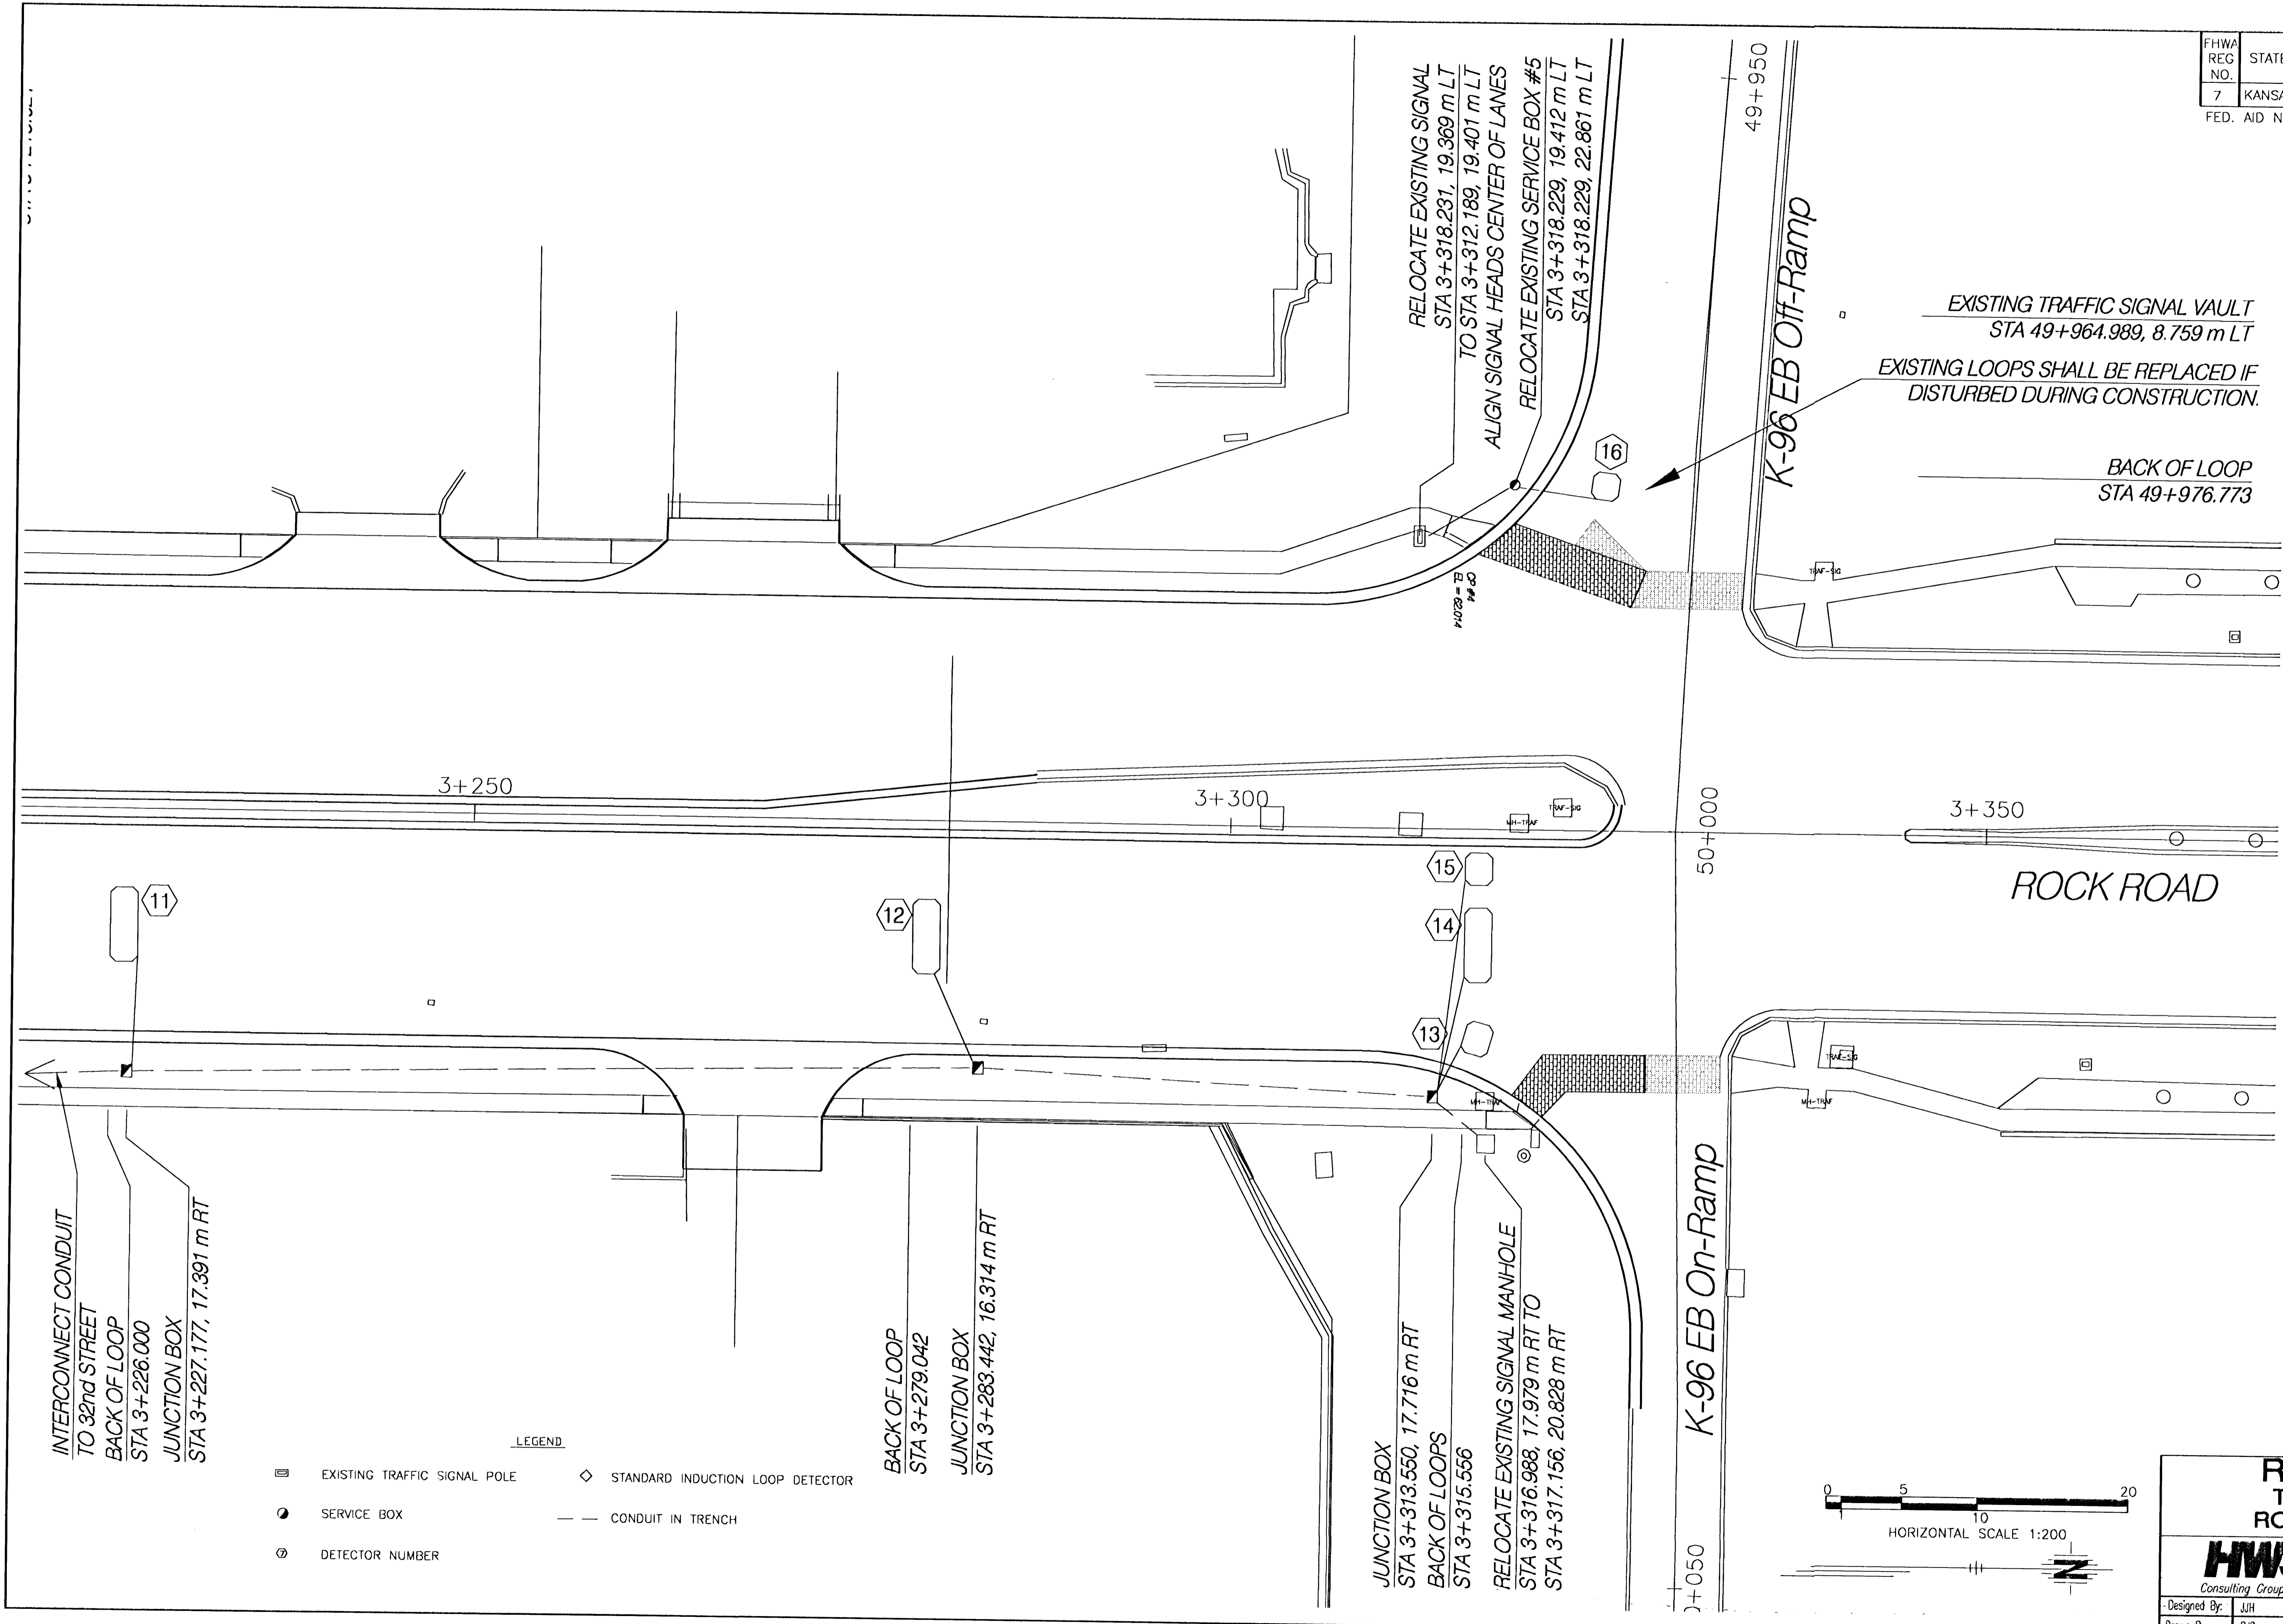 FHWA
REG
NO.
7
KANSA
FED. AID N
RELOCATE EXISTING SIGNAL
STA 3+318.231, 19.369 m LT
TO STA 3+312.189, 19.401 m LT
ALIGN SIGNAL HEADS CENTER OF LANES
RELOCATE EXISTING SERVICE BOX #5
STA 3+318.229, 19.412 m LT
STA 3+318.229, 22.861 m LT
49+950
K-96 EB Off-Ramp
EXISTING TRAFFIC SIGNAL VAULT
STA 49+964.989, 8.759 m LT
EXISTING LOOPS SHALL BE REPLACED IF
DISTURBED DURING CONSTRUCTION.
BACK OF LOOP
STA 49+976.773
16
CP #4
EL = 62.014
TRAF-SIG
3+250
3+300
TRAF-SIG
MH-TRAF
50+000
3+350
ROCK ROAD
11
12
15
14
13
MH-TRAF
TRAF-SIG
MH-TRAF
INTERCONNECT CONDUIT
TO 32nd STREET
BACK OF LOOP
STA 3+226.000
JUNCTION BOX
STA 3+227.177, 17.391 m RT
BACK OF LOOP
STA 3+279.042
JUNCTION BOX
STA 3+283.442, 16.314 m RT
JUNCTION BOX
STA 3+313.550, 17.716 m RT
BACK OF LOOPS
STA 3+315.556
RELOCATE EXISTING SIGNAL MANHOLE
STA 3+316.988, 17.979 m RT TO
STA 3+317.156, 20.828 m RT
K-96 EB On-Ramp
+050
LEGEND
EXISTING TRAFFIC SIGNAL POLE
STANDARD INDUCTION LOOP DETECTOR
SERVICE BOX
CONDUIT IN TRENCH
DETECTOR NUMBER
0 5 20
1 10
HORIZONTAL SCALE 1:200
N
R
T
RO
HWS
Consulting Group
Designed By: JJH